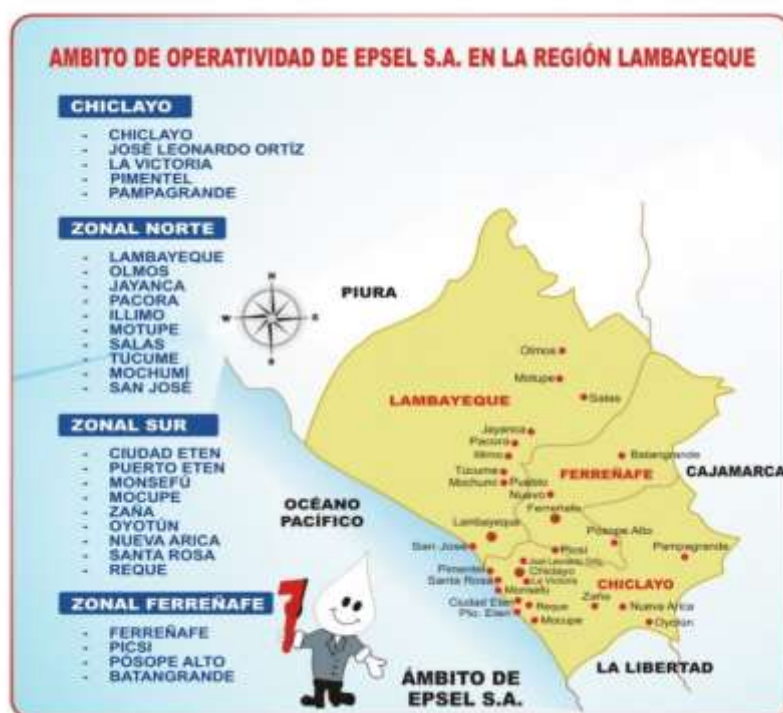 AMBITO DE OPERATIVIDAD DE EPSEL S.A. EN LA REGIÓN LAMBAYEQUE
CHICLAYO
- CHICLAYO
- JOSÉ LEONARDO ORTÍZ
- LA VICTORIA
- PIMENTEL
- PAMPAGRANDE
ZONAL NORTE
- LAMBAYEQUE
- OLMOS
- JAYANCA
- PACORA
- ILLIMO
- MOTUPE
- SALAS
- TÚCUME
- MOCHUMÍ
- SAN JOSÉ
ZONAL SUR
- CIUDAD ETEN
- PUERTO ETEN
- MONSEFÚ
- MOCUPE
- ZAÑA
- OYOTÚN
- NUEVA ARICA
- SANTA ROSA
- REQUE
ZONAL FERREÑAFE
- FERREÑAFE
- PICSI
- PÓSOPE ALTO
- BATANGRANDE
N
W
E
S
PIURA
Olmos
Motupe
Salas
LAMBAYEQUE
Jayanca
Pacora
Illimo
Batangrande
Túcume
Mochumí
Pueblo
Nuevo
FERREÑAFE
CAJAMARCA
OCÉANO
PACÍFICO
Ferreñafe
Lambayeque
Pósope Alto
San José
Picsi
Pampagrande
Pimentel
Chiclayo
Santa Rosa
La Victoria
CHICLAYO
Monsefú
Ciudad Eten
Reque
Zaña
Nueva Arica
Pto. Eten
Mocupe
Oyotún
LA LIBERTAD
ÁMBITO DE
EPSEL S.A.